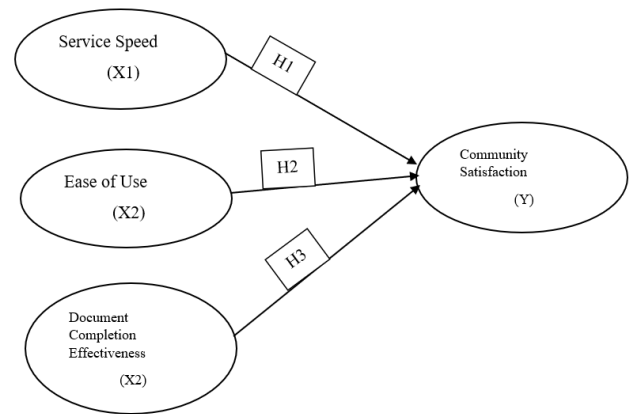 Service Speed
(X1)
H1
Ease of Use
(X2)
H2
Community
Satisfaction
(Y)
H3
Document
Completion
Effectiveness
(X2)